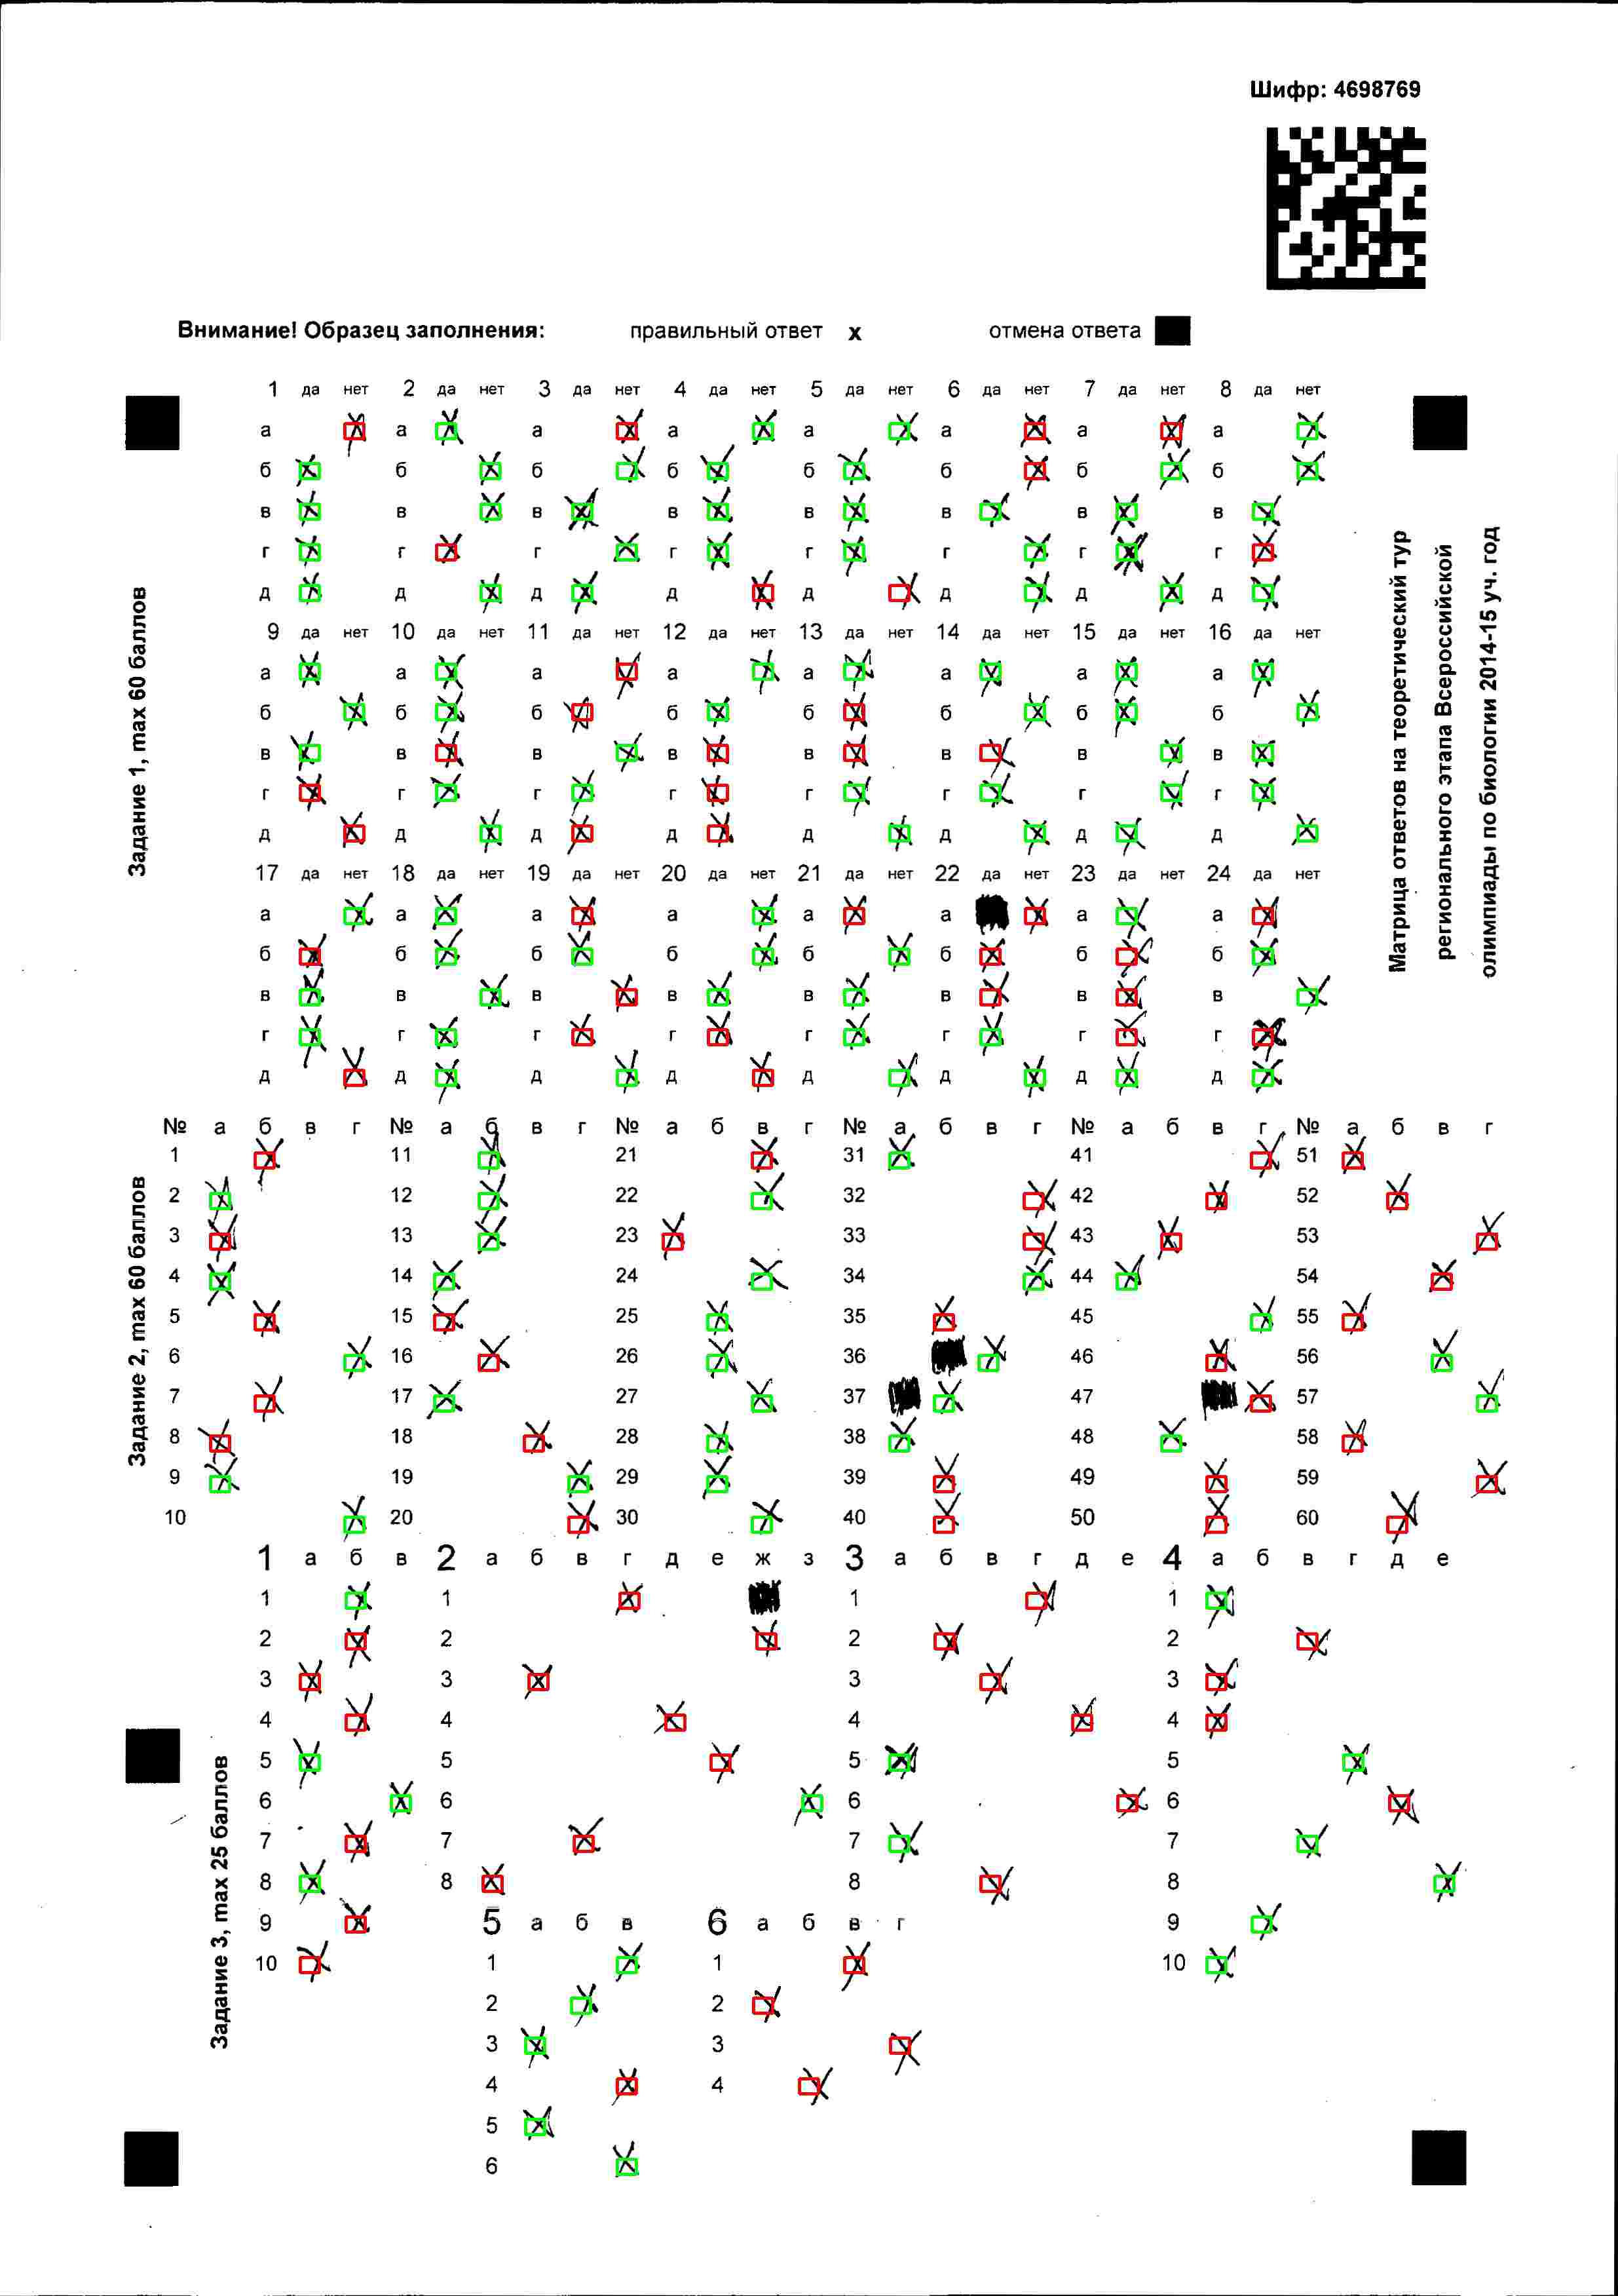 Шифр: 4698769
Внимание! Образец заполнения: правильный ответ x отмена ответа
1 да нет 2 да нет 3 да нет 4 да нет 5 да нет 6 да нет 7 да нет 8 да нет
а а а а а а а а
б б б б б б б б
в в в в в в в в
г г г г г г г г
д д д д д д д д
9 да нет 10 да нет 11 да нет 12 да нет 13 да нет 14 да нет 15 да нет 16 да нет
а а а а а а а а
б б б б б б б б
в в в в в в в в
г г г г г г г г
д д д д д д д д
17 да нет 18 да нет 19 да нет 20 да нет 21 да нет 22 да нет 23 да нет 24 да нет
а а а а а а а а
б б б б б б б б
в в в в в в в в
г г г г г г г г
д д д д д д д д
Задание 1, max 60 баллов
Матрица ответов на теоретический тур
регионального этапа Всероссийской
олимпиады по биологии 2014-15 уч. год
№ а б в г № а б в г № а б в г № а б в г № а б в г № а б в г
1 11 21 31 41 51
2 12 22 32 42 52
3 13 23 33 43 53
4 14 24 34 44 54
5 15 25 35 45 55
6 16 26 36 46 56
7 17 27 37 47 57
8 18 28 38 48 58
9 19 29 39 49 59
10 20 30 40 50 60
Задание 2, max 60 баллов
1 а б в 2 а б в г д е ж з 3 а б в г д е 4 а б в г д е
1 1 1 1
2 2 2 2
3 3 3 3
4 4 4 4
5 5 5 5
6 6 6 6
7 7 7 7
8 8 8 8
9 5 а б в 6 а б в г 9
10 1 1 10
2 2
3 3
4 4
5
6
Задание 3, max 25 баллов